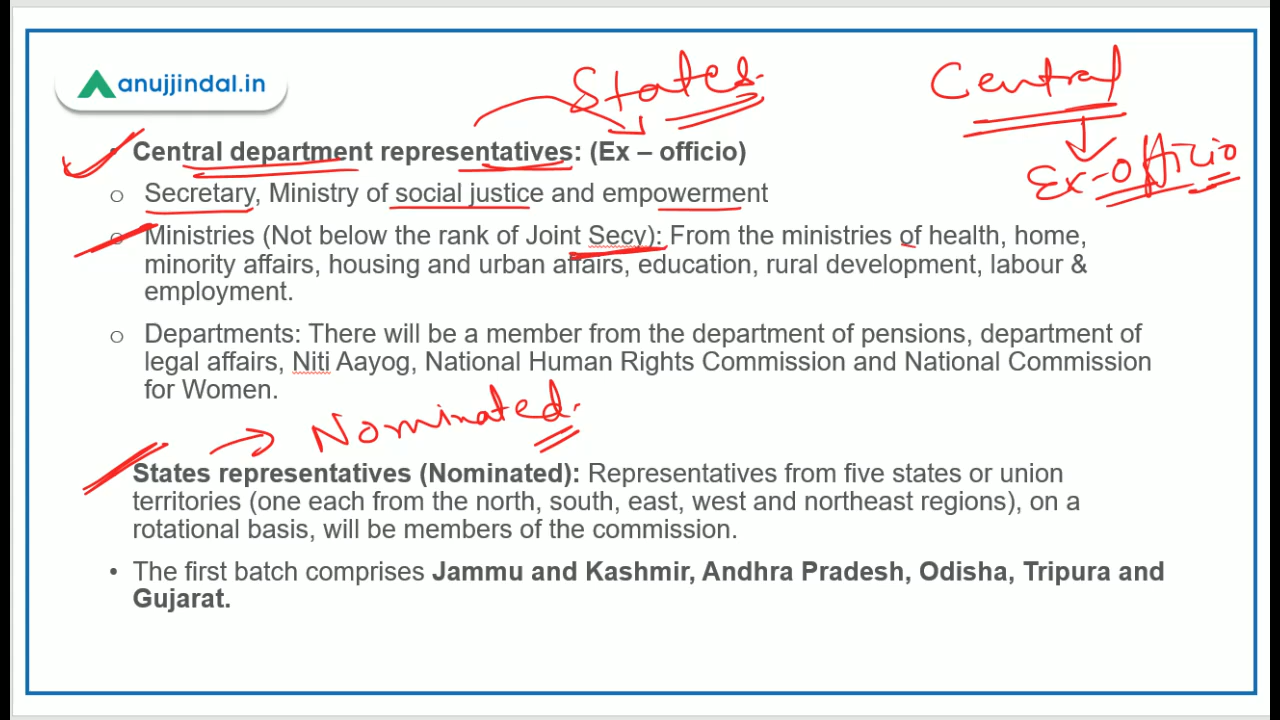 States.
Central
anujjindal.in
Ex-officio
Central department representatives: (Ex – officio)
Secretary, Ministry of social justice and empowerment
Ministries (Not below the rank of Joint Secy): From the ministries of health, home,
minority affairs, housing and urban affairs, education, rural development, labour &
employment.
Departments: There will be a member from the department of pensions, department of
legal affairs, Niti Aayog, National Human Rights Commission and National Commission
for Women.
Nominated.
States representatives (Nominated): Representatives from five states or union
territories (one each from the north, south, east, west and northeast regions), on a
rotational basis, will be members of the commission.
• The first batch comprises Jammu and Kashmir, Andhra Pradesh, Odisha, Tripura and
Gujarat.